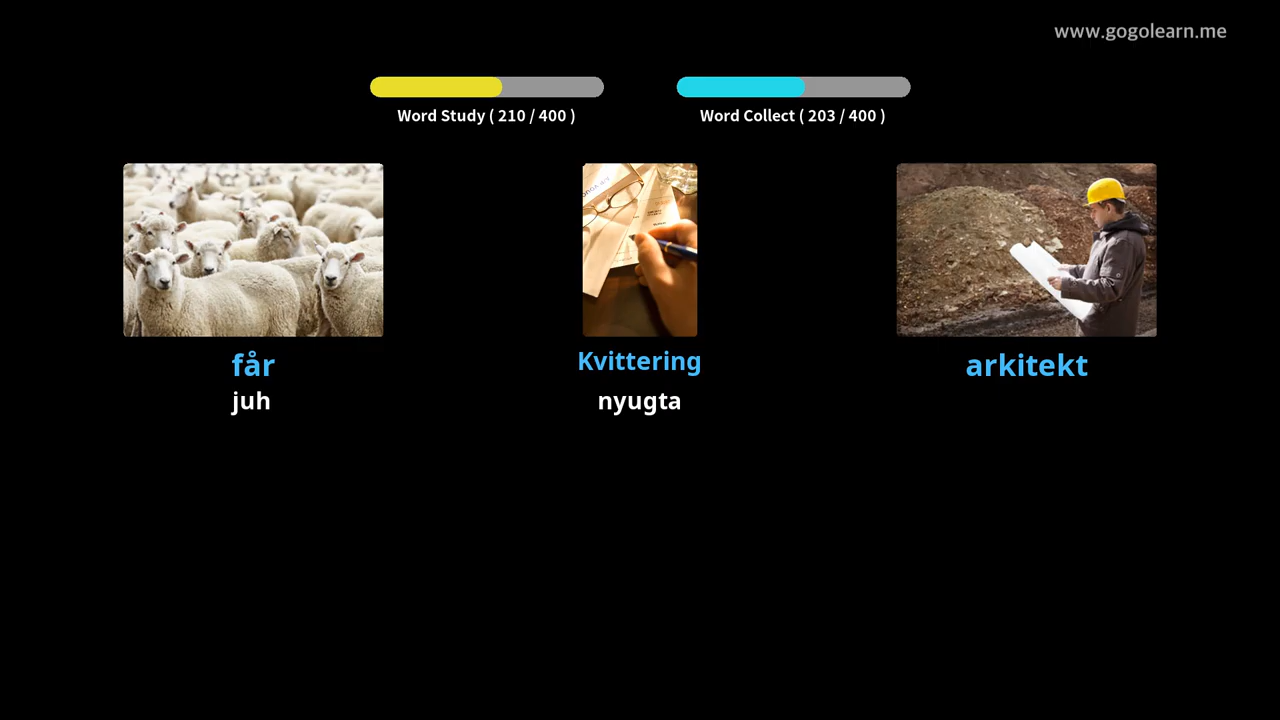 www.gogolearn.me
Word Study ( 210 / 400 )
Word Collect ( 203 / 400 )
får
juh
Kvittering
nyugta
arkitekt